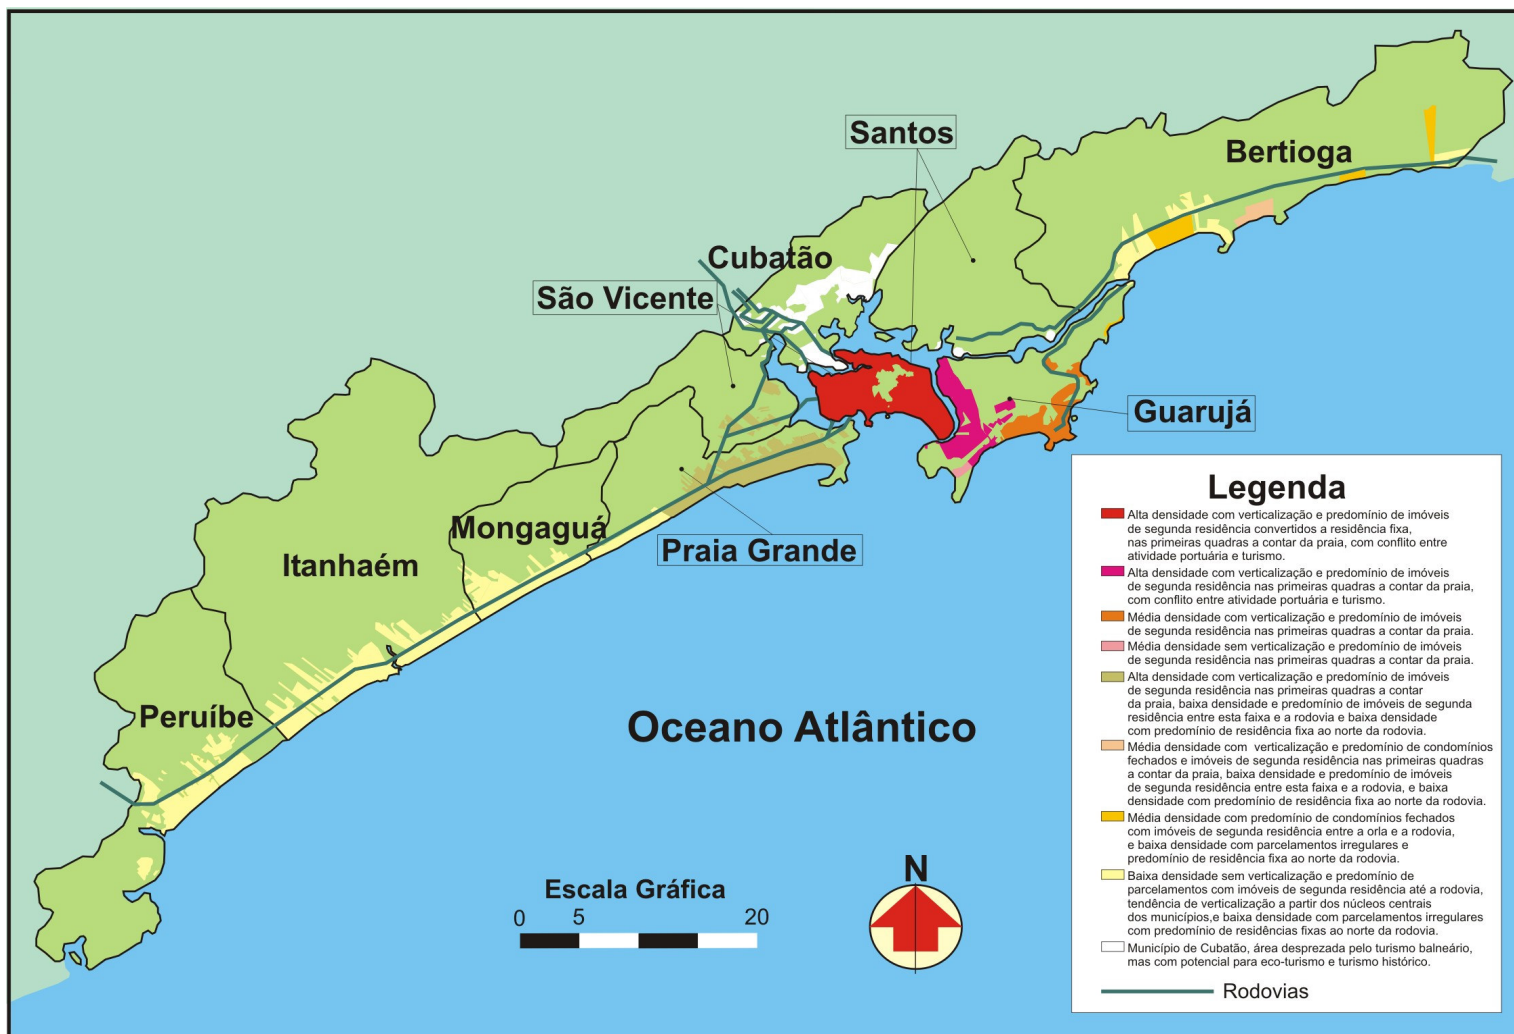 Santos
Bertioga
Cubatão
São Vicente
Guarujá
Mongaguá
Praia Grande
Itanhaém
Peruíbe
Oceano Atlântico
Escala Gráfica
0 5 20
N
Legenda
Alta densidade com verticalização e predomínio de imóveis
de segunda residência convertidos a residência fixa,
nas primeiras quadras a contar da praia, com conflito entre
atividade portuária e turismo.
Alta densidade com verticalização e predomínio de imóveis
de segunda residência nas primeiras quadras a contar da praia,
com conflito entre atividade portuária e turismo.
Média densidade com verticalização e predomínio de imóveis
de segunda residência nas primeiras quadras a contar da praia.
Média densidade sem verticalização e predomínio de imóveis
de segunda residência nas primeiras quadras a contar da praia.
Alta densidade com verticalização e predomínio de imóveis
de segunda residência nas primeiras quadras a contar
da praia, baixa densidade e predomínio de imóveis de segunda
residência entre esta faixa e a rodovia e baixa densidade
com predomínio de residência fixa ao norte da rodovia.
Média densidade com verticalização e predomínio de condomínios
fechados e imóveis de segunda residência nas primeiras quadras
a contar da praia, baixa densidade e predomínio de imóveis
de segunda residência entre esta faixa e a rodovia, e baixa
densidade com predomínio de residência fixa ao norte da rodovia.
Média densidade com predomínio de condomínios fechados
com imóveis de segunda residência entre a orla e a rodovia,
e baixa densidade com parcelamentos irregulares e
predomínio de residência fixa ao norte da rodovia.
Baixa densidade sem verticalização e predomínio de
parcelamentos com imóveis de segunda residência até a rodovia,
tendência de verticalização a partir dos núcleos centrais
dos municípios,e baixa densidade com parcelamentos irregulares
com predomínio de residências fixas ao norte da rodovia.
Município de Cubatão, área desprezada pelo turismo balneário,
mas com potencial para eco-turismo e turismo histórico.
Rodovias